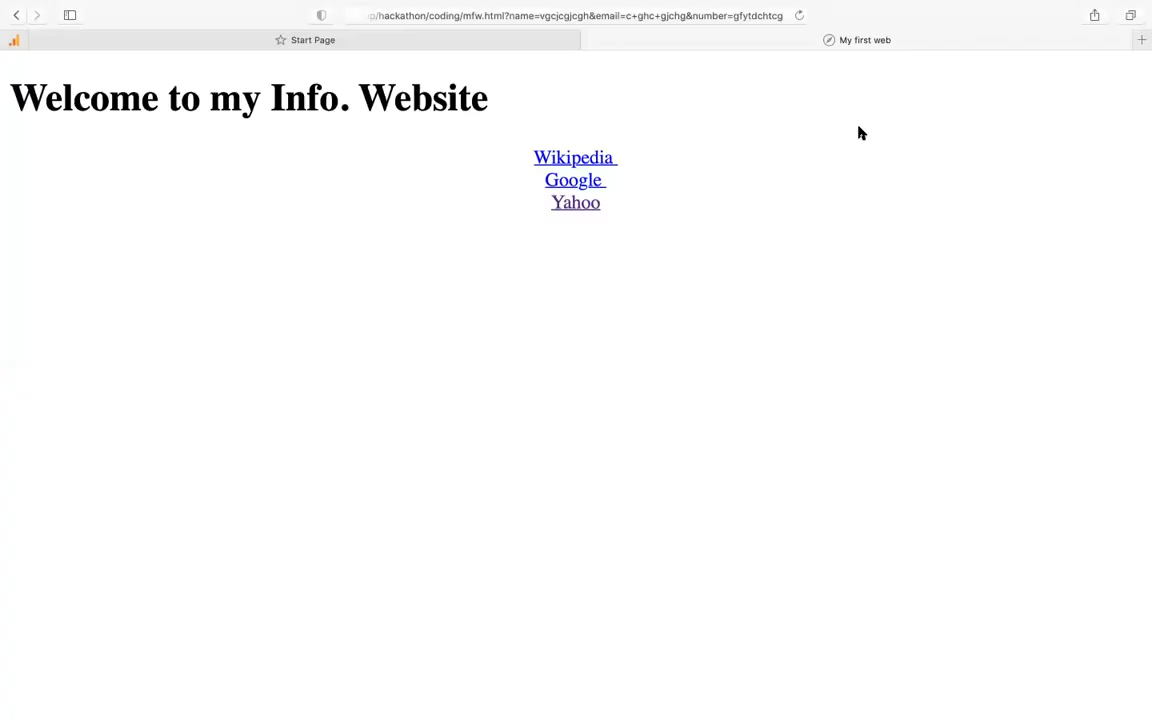 /hackathon/coding/mfw.html?name=vgcjcgjcgh&email=c+ghc+gjchg&number=gfytdchtcg
Start Page
My first web
Welcome to my Info. Website
Wikipedia
Google
Yahoo